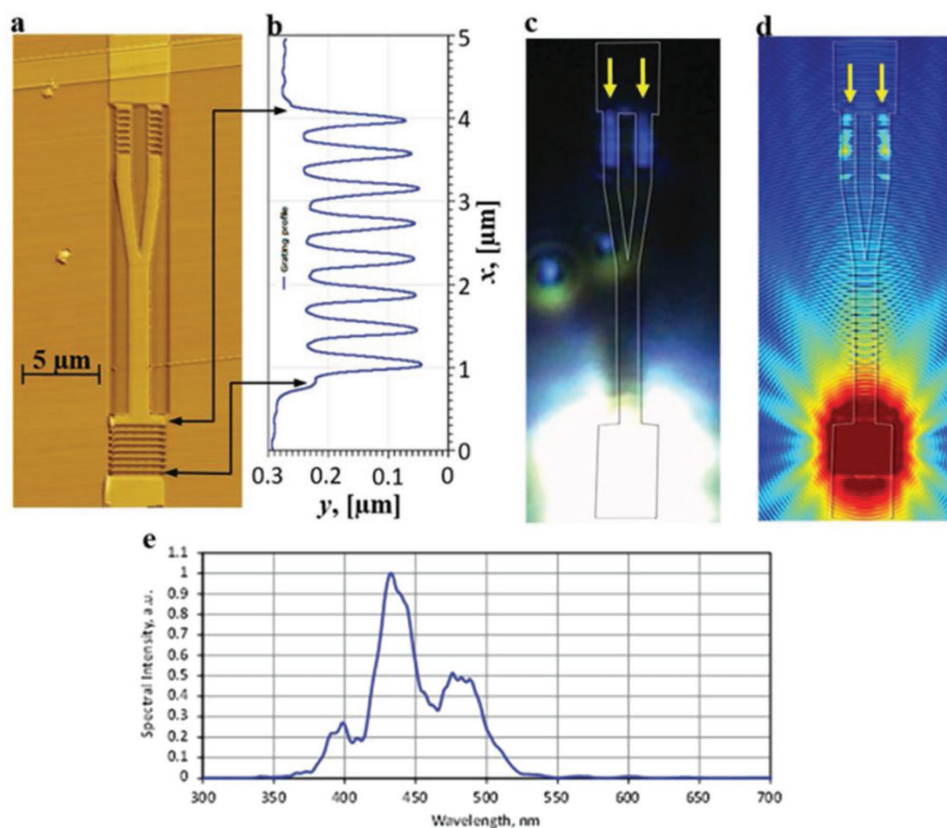 a
b
c
d
5 μm
Grating profile
5
4
3
2
1
0
x, [μm]
0.3 0.2 0.1 0
y, [μm]
e
Spectral Intensity, a.u.
1.1
1
0.9
0.8
0.7
0.6
0.5
0.4
0.3
0.2
0.1
0
300 350 400 450 500 550 600 650 700
Wavelength, nm